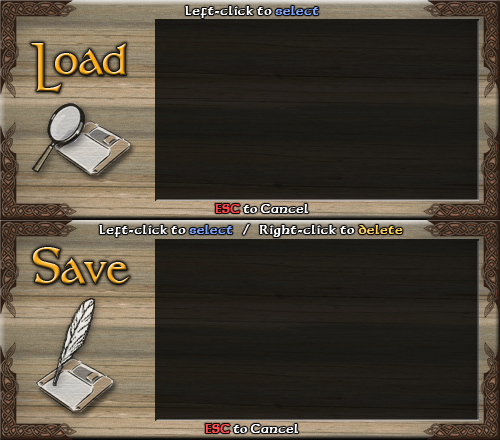 Left-click to select
Load
ESC to Cancel
Left-click to select / Right-click to delete
Save
ESC to Cancel